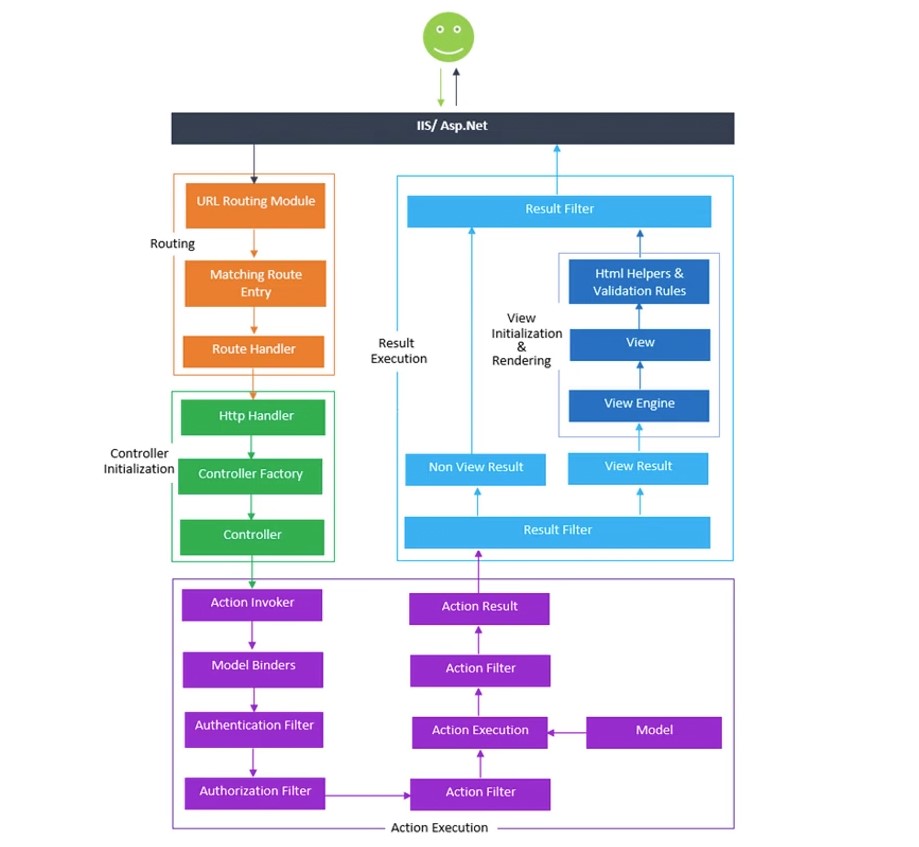 IIS/ Asp.Net
URL Routing Module
Routing
Matching Route
Entry
Route Handler
Http Handler
Controller
Initialization
Controller Factory
Controller
Result Filter
Html Helpers &
Validation Rules
View
Initialization
&
Rendering
View
Result
Execution
View Engine
Non View Result
View Result
Result Filter
Action Invoker
Model Binders
Authentication Filter
Authorization Filter
Action Result
Action Filter
Action Execution
Model
Action Filter
Action Execution